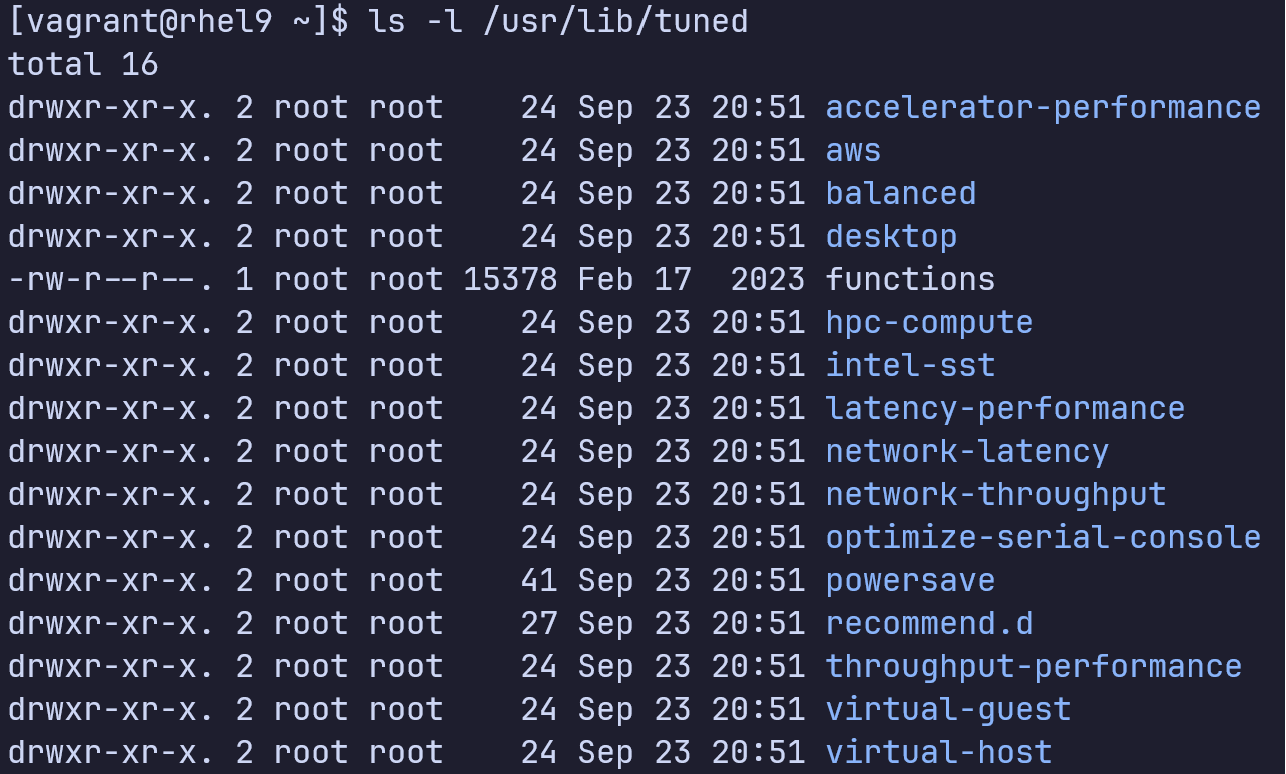 [vagrant@rhel9 ~]$ ls -l /usr/lib/tuned
total 16
drwxr-xr-x. 2 root root    24 Sep 23 20:51 accelerator-performance
drwxr-xr-x. 2 root root    24 Sep 23 20:51 aws
drwxr-xr-x. 2 root root    24 Sep 23 20:51 balanced
drwxr-xr-x. 2 root root    24 Sep 23 20:51 desktop
-rw-r--r--. 1 root root 15378 Feb 17  2023 functions
drwxr-xr-x. 2 root root    24 Sep 23 20:51 hpc-compute
drwxr-xr-x. 2 root root    24 Sep 23 20:51 intel-sst
drwxr-xr-x. 2 root root    24 Sep 23 20:51 latency-performance
drwxr-xr-x. 2 root root    24 Sep 23 20:51 network-latency
drwxr-xr-x. 2 root root    24 Sep 23 20:51 network-throughput
drwxr-xr-x. 2 root root    24 Sep 23 20:51 optimize-serial-console
drwxr-xr-x. 2 root root    41 Sep 23 20:51 powersave
drwxr-xr-x. 2 root root    27 Sep 23 20:51 recommend.d
drwxr-xr-x. 2 root root    24 Sep 23 20:51 throughput-performance
drwxr-xr-x. 2 root root    24 Sep 23 20:51 virtual-guest
drwxr-xr-x. 2 root root    24 Sep 23 20:51 virtual-host